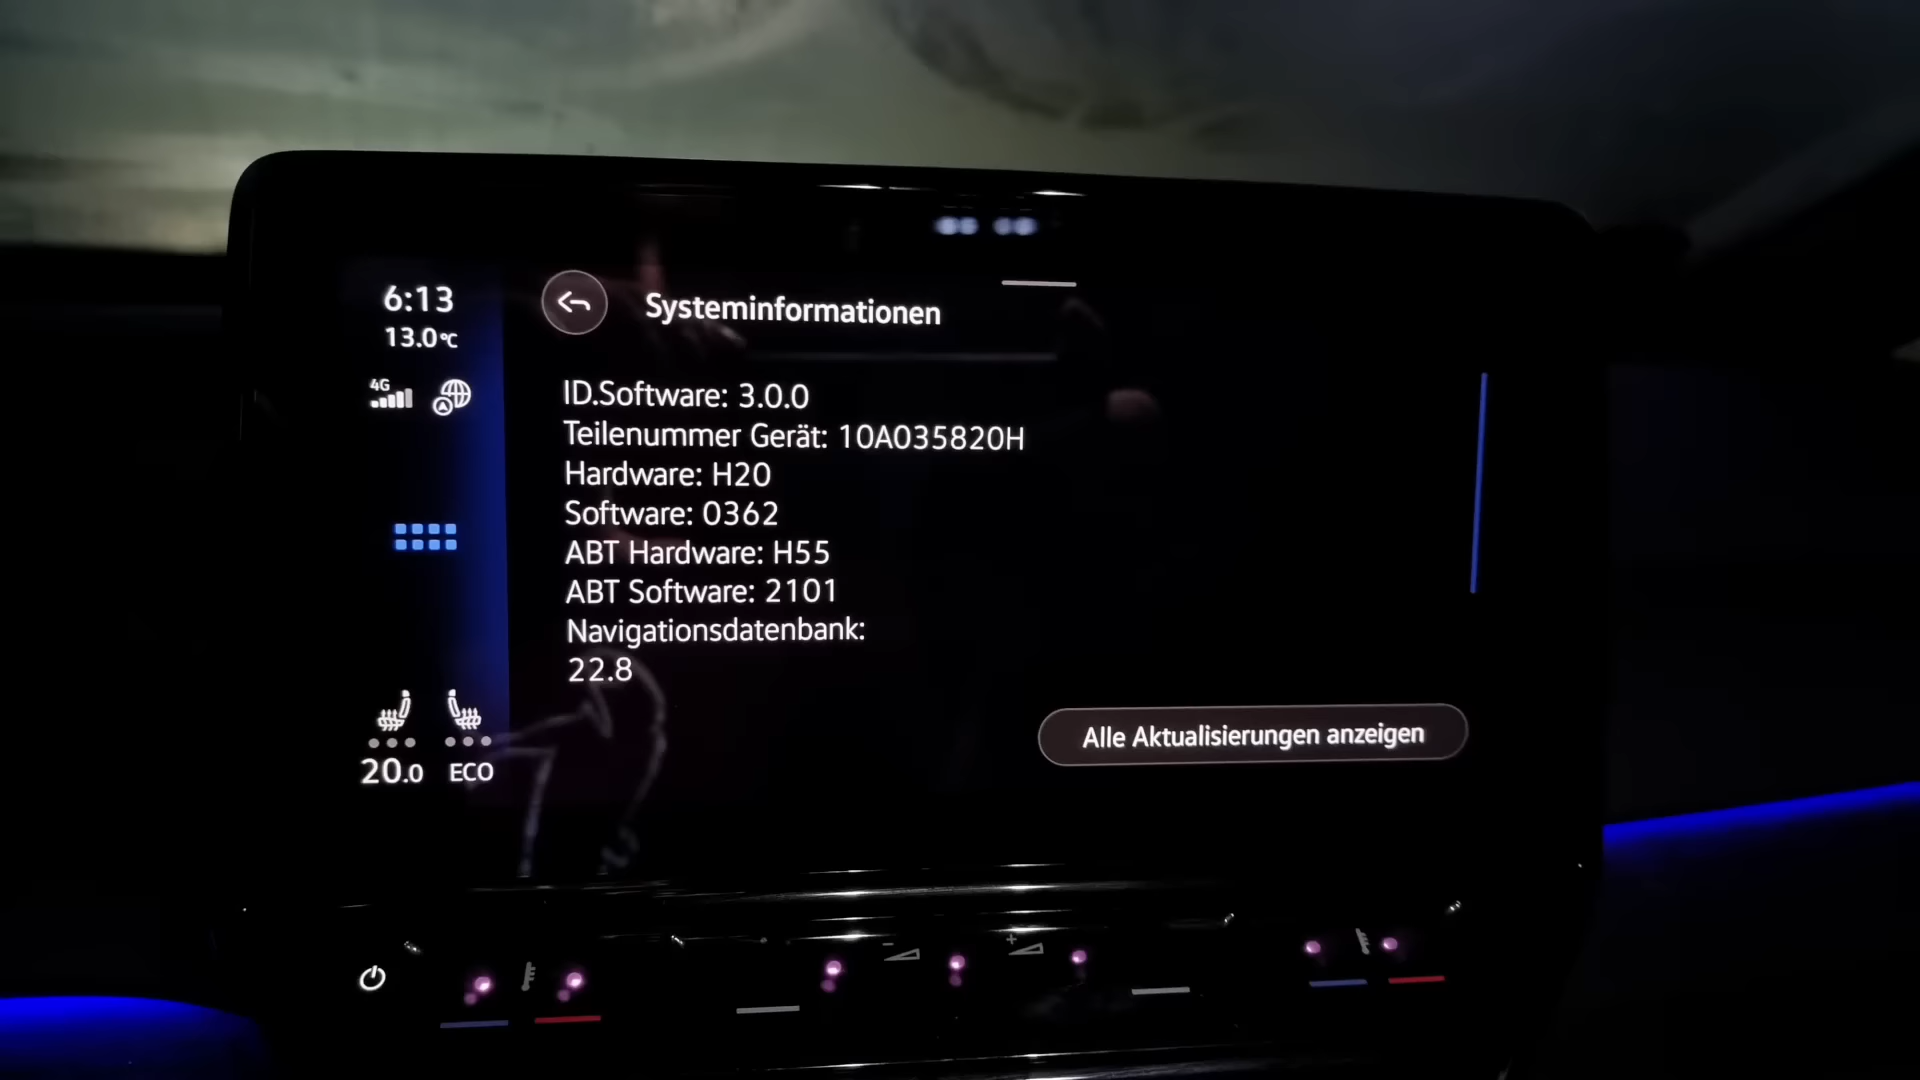 6:13
13.0°C
4G
Systeminformationen
ID.Software: 3.0.0
Teilenummer Gerät: 10A035820H
Hardware: H20
Software: 0362
ABT Hardware: H55
ABT Software: 2101
Navigationsdatenbank:
22.8
Alle Aktualisierungen anzeigen
20.0
ECO